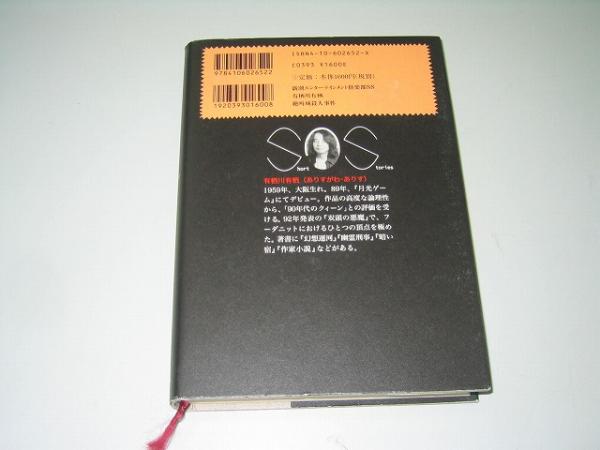 ISBN4-10-602652-X
C0393 ¥1600E
9784106026522
定価:本体1600円(税別)
1920393016008
新潮エンターテインメント倶楽部SS
有栖川有栖
絶叫城殺人事件
SOS
hort tories
有栖川有栖(ありすがわ・ありす)
1959年、大阪生れ。89年、『月光ゲー
ム』にてデビュー。作品の高度な論理性
から、「90年代のクィーン」との評価を受
ける。92年発表の『双頭の悪魔』で、フ
ーダニットにおけるひとつの頂点を極め
た。著書に『幻想運河』『幽霊刑事』『暗い
宿』『作家小説』などがある。